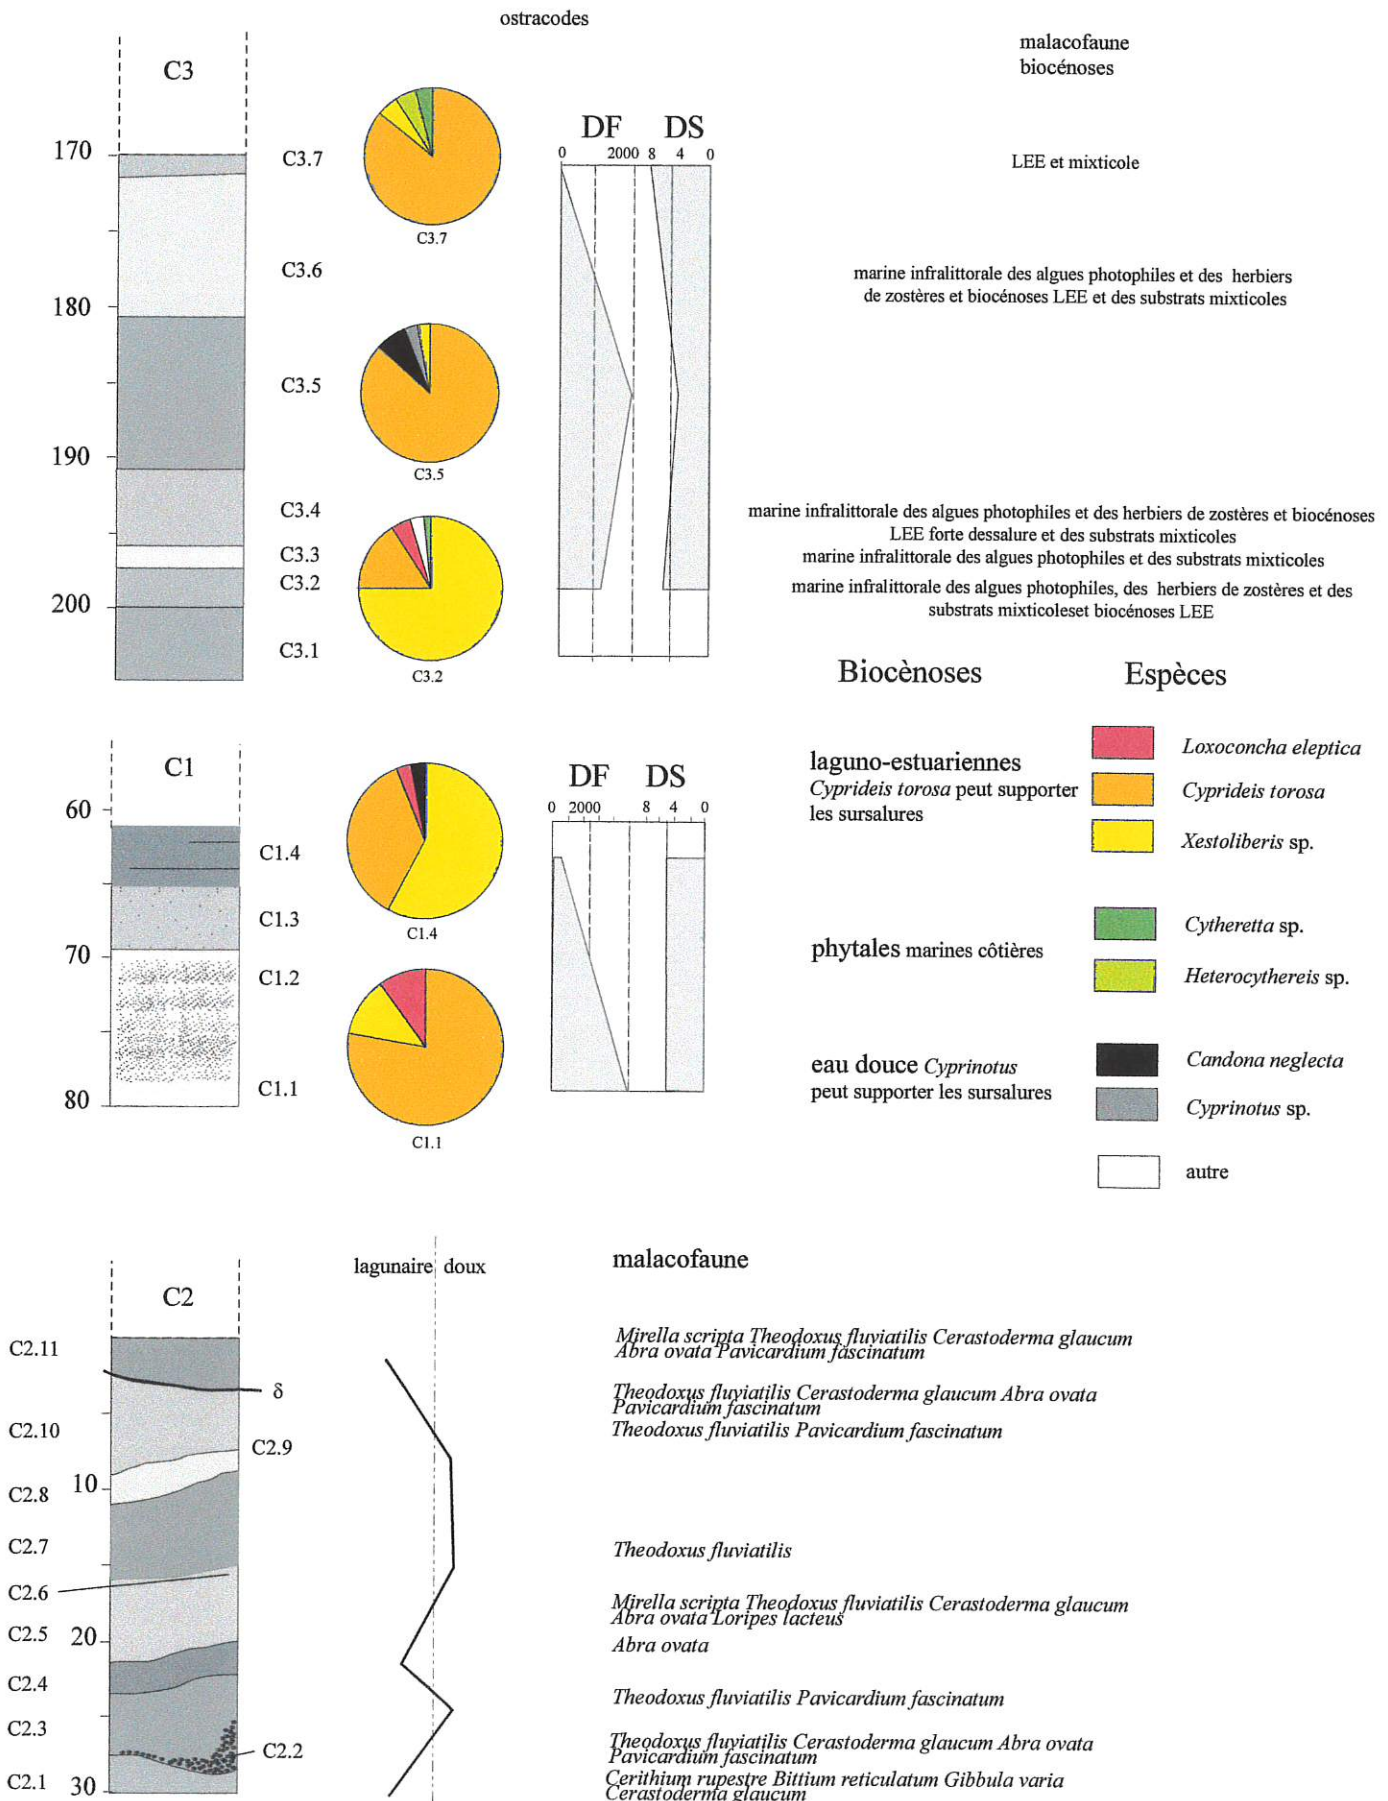 ostracodes
malacofaune
biocénoses
C3
DF DS
0 2000 8 4 0
170
C3.7
C3.7
LEE et mixticole
C3.6
marine infralittorale des algues photophiles et des herbiers
de zostères et biocénoses LEE et des substrats mixticoles
180
C3.5
C3.5
190
C3.4
marine infralittorale des algues photophiles et des herbiers de zostères et biocénoses
LEE forte dessalure et des substrats mixticoles
C3.3
marine infralittorale des algues photophiles et des substrats mixticoles
C3.2
marine infralittorale des algues photophiles, des herbiers de zostères et des
substrats mixticoleset biocénoses LEE
200
C3.1
C3.2
Biocènoses Espèces
C1
DF DS
0 2000 8 4 0
60
C1.4
C1.4
C1.3
70
C1.2
C1.1
80
C1.1
laguno-estuariennes
Cyprideis torosa peut supporter
les sursalures
Loxoconcha eleptica
Cyprideis torosa
Xestoliberis sp.
phytales marines côtières
Cytheretta sp.
Heterocythereis sp.
eau douce Cyprinotus
peut supporter les sursalures
Candona neglecta
Cyprinotus sp.
autre
C2
lagunaire doux
malacofaune
C2.11
Mirella scripta Theodoxus fluviatilis Cerastoderma glaucum
Abra ovata Pavicardium fascinatum
δ
Theodoxus fluviatilis Cerastoderma glaucum Abra ovata
Pavicardium fascinatum
C2.10
Theodoxus fluviatilis Pavicardium fascinatum
C2.9
10
C2.8
C2.7
Theodoxus fluviatilis
C2.6
Mirella scripta Theodoxus fluviatilis Cerastoderma glaucum
Abra ovata Loripes lacteus
C2.5
20
Abra ovata
C2.4
Theodoxus fluviatilis Pavicardium fascinatum
C2.3
Theodoxus fluviatilis Cerastoderma glaucum Abra ovata
Pavicardium fascinatum
C2.2
C2.1
30
Cerithium rupestre Bittium reticulatum Gibbula varia
Cerastoderma glaucum